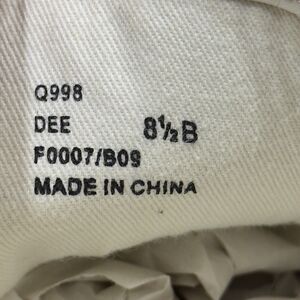 Q998
DEE 8½B
F0007/B09
MADE IN CHINA